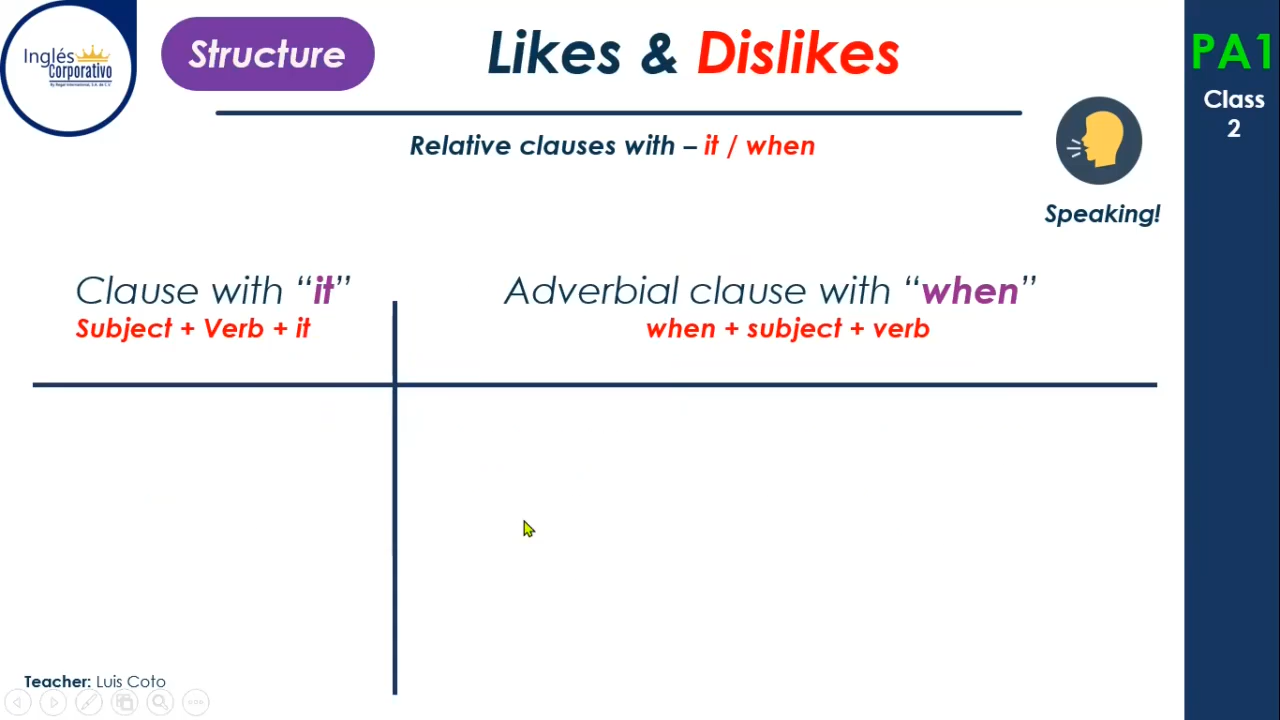 Inglés
Corporativo
Structure
Likes & Dislikes
PA1
Class
2
Relative clauses with – it / when
Speaking!
Clause with “it”
Subject + Verb + it
Adverbial clause with “when”
when + subject + verb
Teacher: Luis Coto